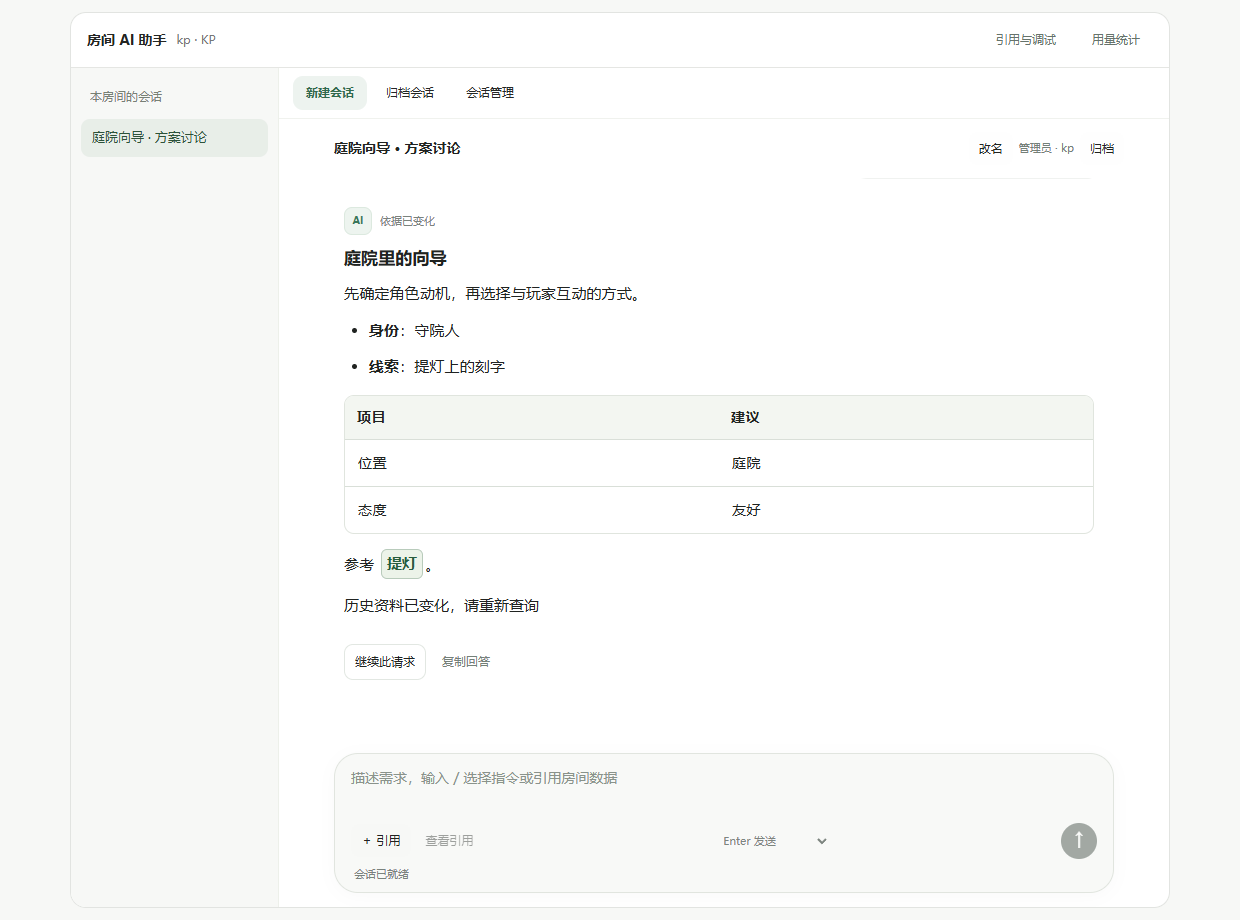 房间 AI 助手 kp · KP 引用与调试 用量统计
本房间的会话
庭院向导 · 方案讨论
新建会话 归档会话 会话管理
庭院向导 • 方案讨论 改名 管理员 · kp 归档
AI 依据已变化
庭院里的向导
先确定角色动机，再选择与玩家互动的方式。
• 身份：守院人
• 线索：提灯上的刻字
项目 建议
位置 庭院
态度 友好
参考 提灯 。
历史资料已变化，请重新查询
继续此请求 复制回答
描述需求，输入 / 选择指令或引用房间数据
+ 引用 查看引用 Enter 发送 ↑
会话已就绪